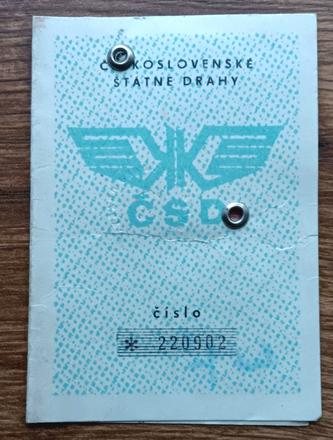 ČESKOSLOVENSKÉ
ŠTÁTNE DRAHY
ČSD
číslo
* 220902